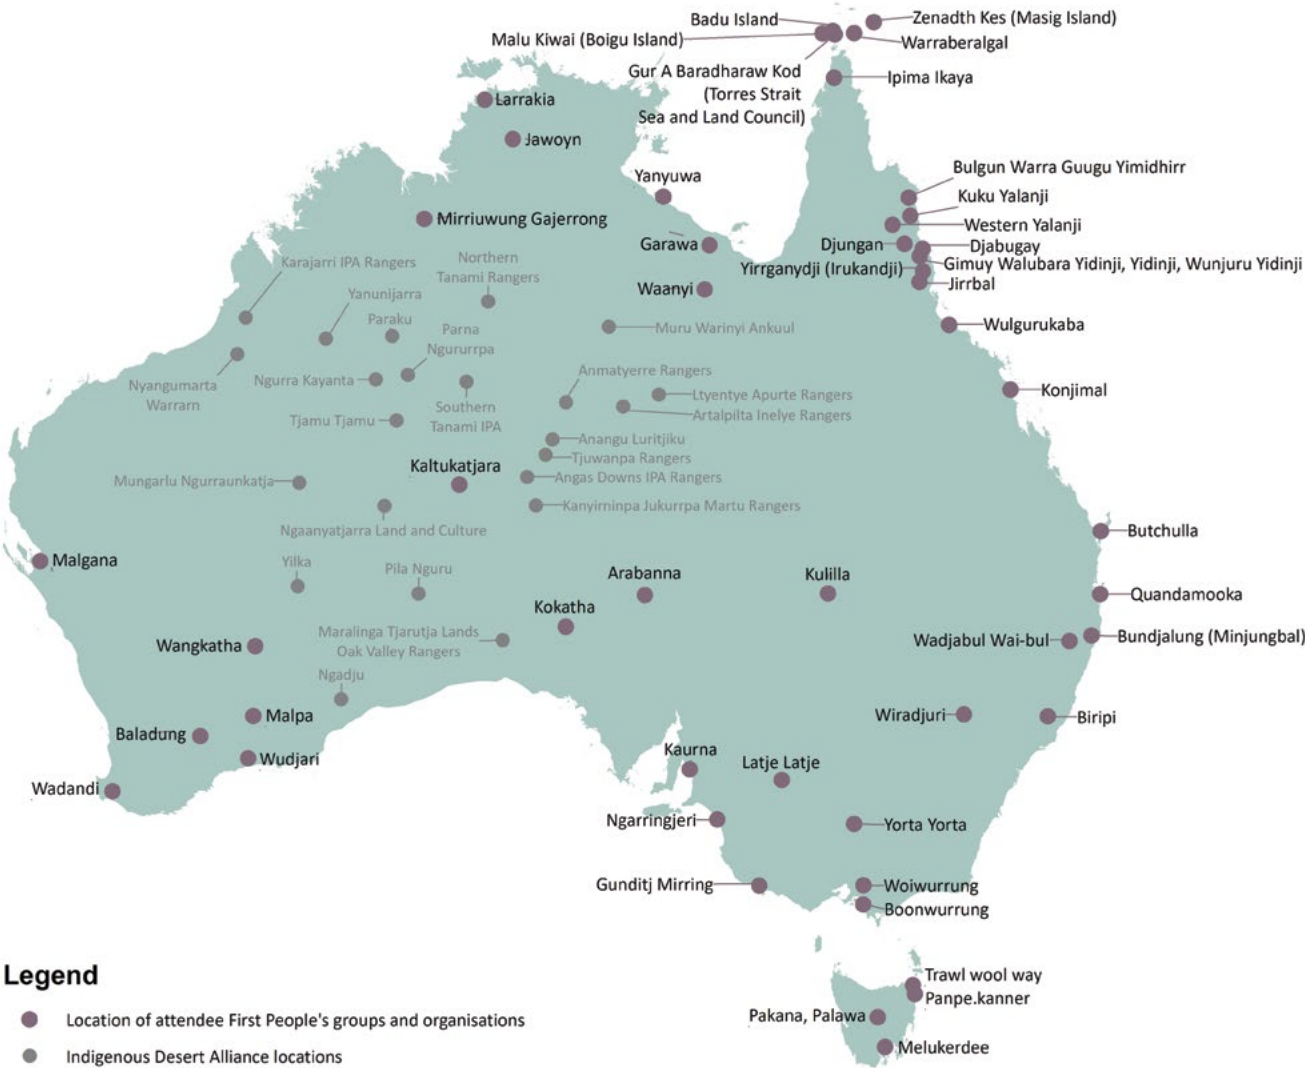 Badu Island
Zenadth Kes (Masig Island)
Malu Kiwai (Boigu Island)
Warraberalgal
Gur A Baradharaw Kod
(Torres Strait
Sea and Land Council)
Ipima Ikaya
Larrakia
Jawoyn
Yanyuwa
Bulgun Warra Guugu Yimidhirr
Kuku Yalanji
Mirriuwung Gajerrong
Western Yalanji
Garawa
Djungan
Djabugay
Karajarri IPA Rangers
Northern
Tanami Rangers
Yirrganydji (Irukandji)
Gimuy Walubara Yidinji, Yidinji, Wunjuru Yidinji
Jirrbal
Waanyi
Yanunijarra
Paraku
Parna
Ngururrpa
Muru Warinyi Ankuul
Wulgurukaba
Nyangumarta
Warrarn
Ngurra Kayanta
Anmatyerre Rangers
Konjimal
Ltyentye Apurte Rangers
Southern
Tanami IPA
Artalpilta Inelye Rangers
Tjamu Tjamu
Anangu Luritjiku
Kaltukatjara
Tjuwanpa Rangers
Mungarlu Ngurraunkatja
Angas Downs IPA Rangers
Kanyirninpa Jukurrpa Martu Rangers
Ngaanyatjarra Land and Culture
Butchulla
Malgana
Yilka
Pila Nguru
Arabanna
Kulilla
Quandamooka
Kokatha
Maralinga Tjarutja Lands
Oak Valley Rangers
Wangkatha
Wadjabul Wai-bul
Bundjalung (Minjungbal)
Ngadju
Malpa
Wiradjuri
Biripi
Baladung
Wudjari
Kaurna
Latje Latje
Wadandi
Ngarringjeri
Yorta Yorta
Gunditj Mirring
Woiwurrung
Boonwurrung
Legend
Trawl wool way
Panpe.kanner
Location of attendee First People's groups and organisations
Pakana, Palawa
Melukerdee
Indigenous Desert Alliance locations